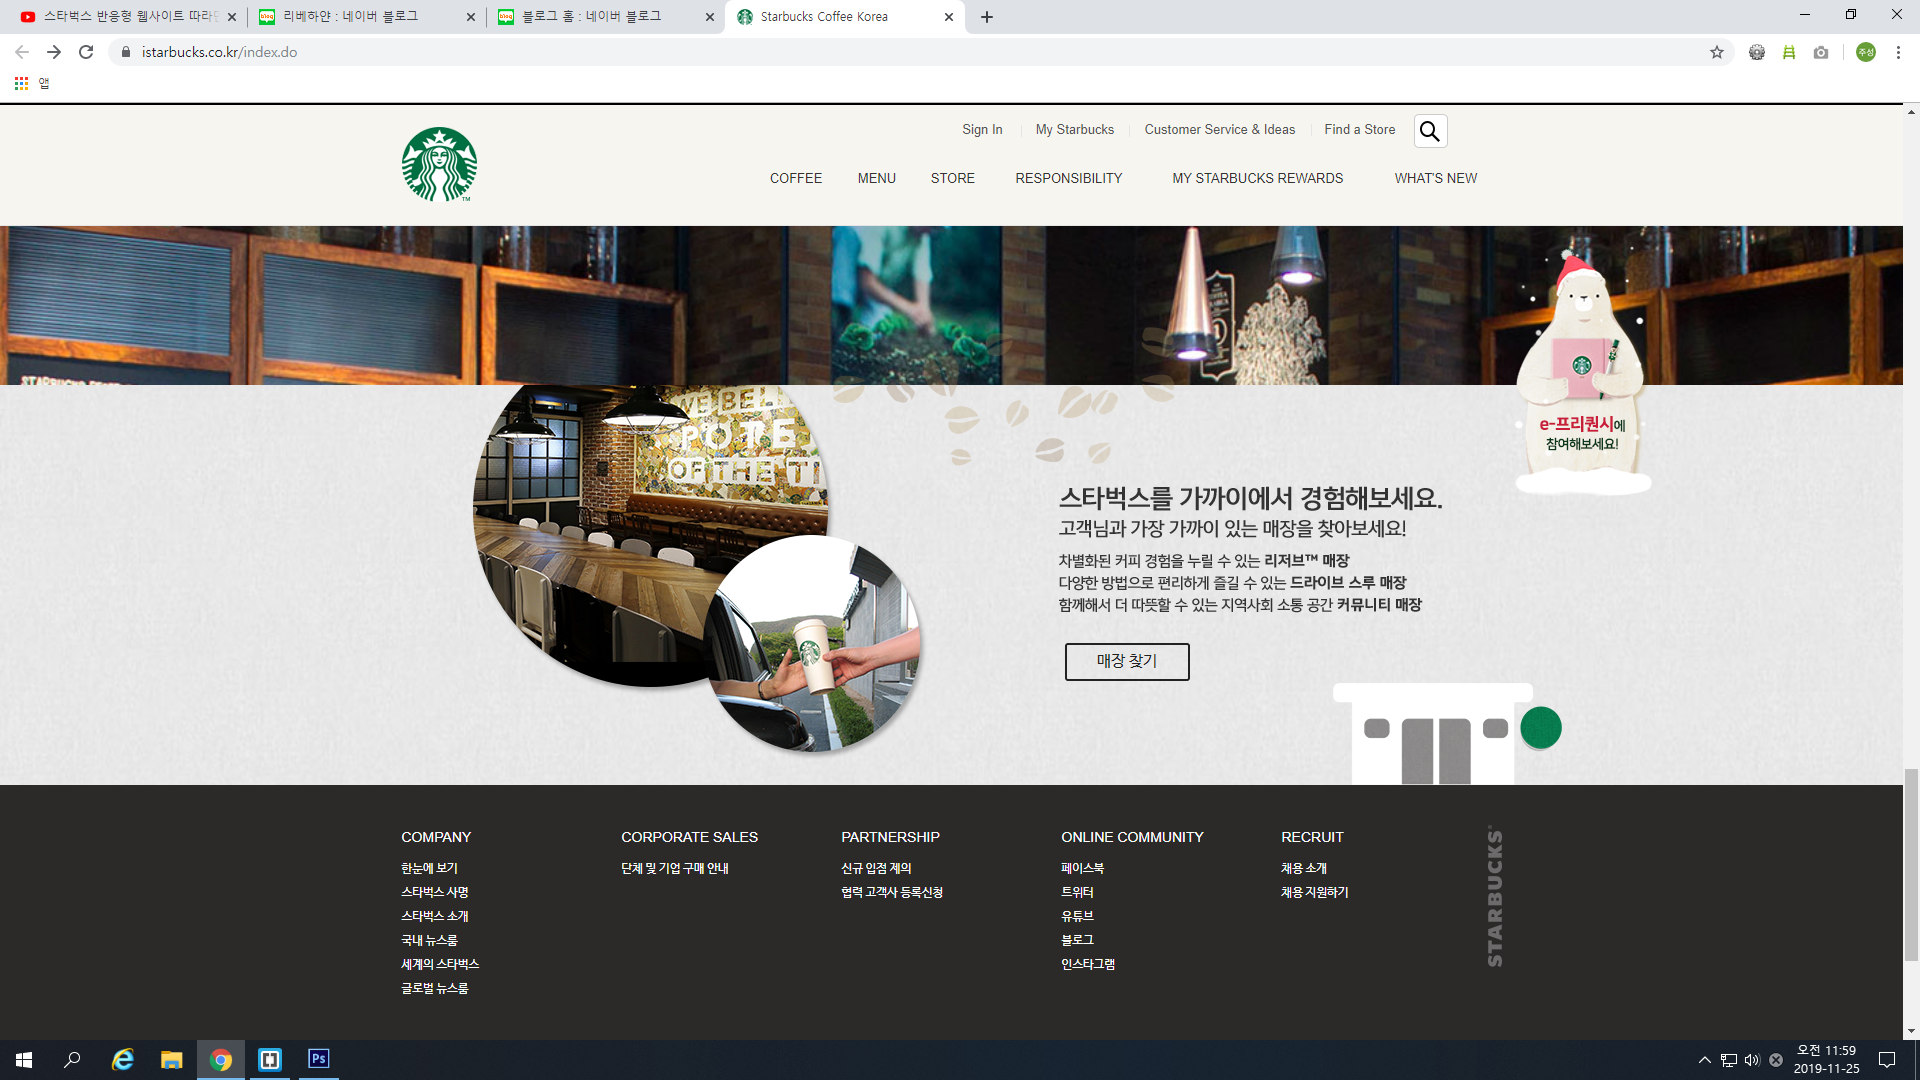 스타벅스 반응형 웹사이트 따라
리베하얀 : 네이버 블로그
블로그 홈 : 네이버 블로그
Starbucks Coffee Korea
istarbucks.co.kr/index.do
주성
앱
Sign In
My Starbucks
Customer Service & Ideas
Find a Store
COFFEE
MENU
STORE
RESPONSIBILITY
MY STARBUCKS REWARDS
WHAT'S NEW
TM
e-프리퀀시에
참여해보세요!
WE BELI
POTE
OF THE
스타벅스를 가까이에서 경험해보세요.
고객님과 가장 가까이 있는 매장을 찾아보세요!
차별화된 커피 경험을 누릴 수 있는 리저브™ 매장
다양한 방법으로 편리하게 즐길 수 있는 드라이브 스루 매장
함께해서 더 따뜻할 수 있는 지역사회 소통 공간 커뮤니티 매장
매장 찾기
COMPANY
한눈에 보기
스타벅스 사명
스타벅스 소개
국내 뉴스룸
세계의 스타벅스
글로벌 뉴스룸
CORPORATE SALES
단체 및 기업 구매 안내
PARTNERSHIP
신규 입점 제의
협력 고객사 등록신청
ONLINE COMMUNITY
페이스북
트위터
유튜브
블로그
인스타그램
RECRUIT
채용 소개
채용 지원하기
STARBUCKS
Ps
오전 11:59
2019-11-25